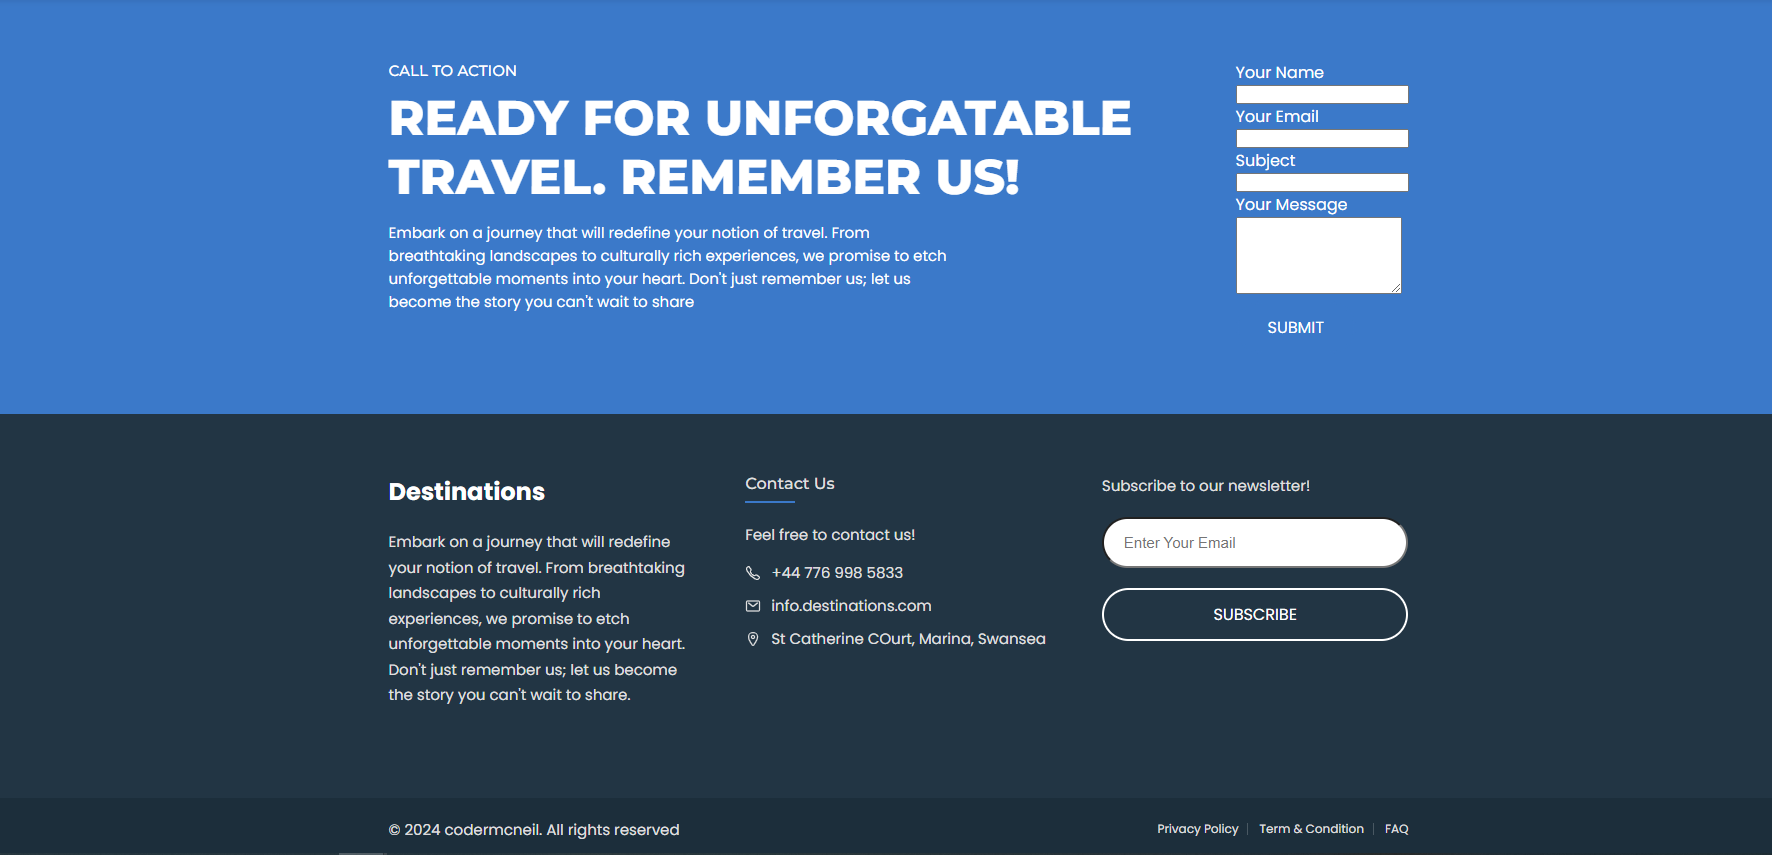 CALL TO ACTION
READY FOR UNFORGATABLE
TRAVEL. REMEMBER US!
Embark on a journey that will redefine your notion of travel. From
breathtaking landscapes to culturally rich experiences, we promise to etch
unforgettable moments into your heart. Don't just remember us; let us
become the story you can't wait to share
Your Name
Your Email
Subject
Your Message
SUBMIT
Destinations
Embark on a journey that will redefine
your notion of travel. From breathtaking
landscapes to culturally rich
experiences, we promise to etch
unforgettable moments into your heart.
Don't just remember us; let us become
the story you can't wait to share.
Contact Us
Feel free to contact us!
+44 776 998 5833
info.destinations.com
St Catherine COurt, Marina, Swansea
Subscribe to our newsletter!
Enter Your Email
SUBSCRIBE
© 2024 codermcneil. All rights reserved
Privacy Policy
Term & Condition
FAQ